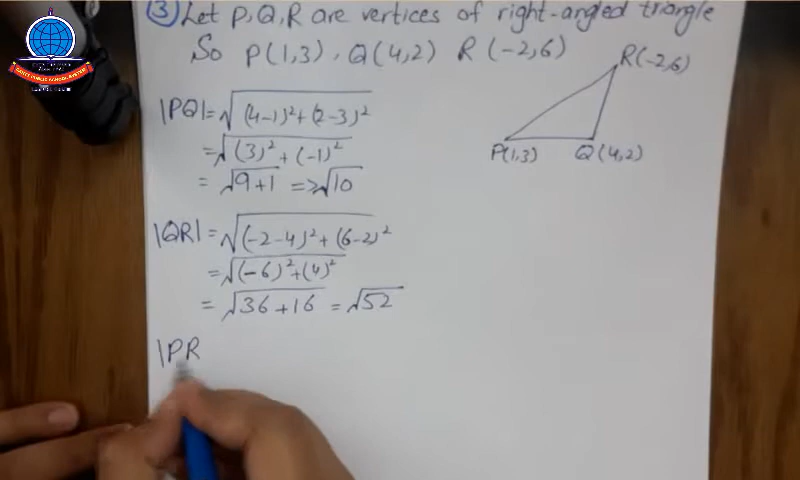 ③ Let P,Q,R are vertices of right-angled triangle
So P(1,3), Q(4,2) R(-2,6)
R(-2,6)
P(1,3) Q(4,2)
|PQ|=√(4-1)²+(2-3)²
=√(3)²+(-1)²
= √9+1 => √10
|QR|=√(-2-4)²+(6-2)²
=√(-6)²+(4)²
= √36+16 = √52
|PR